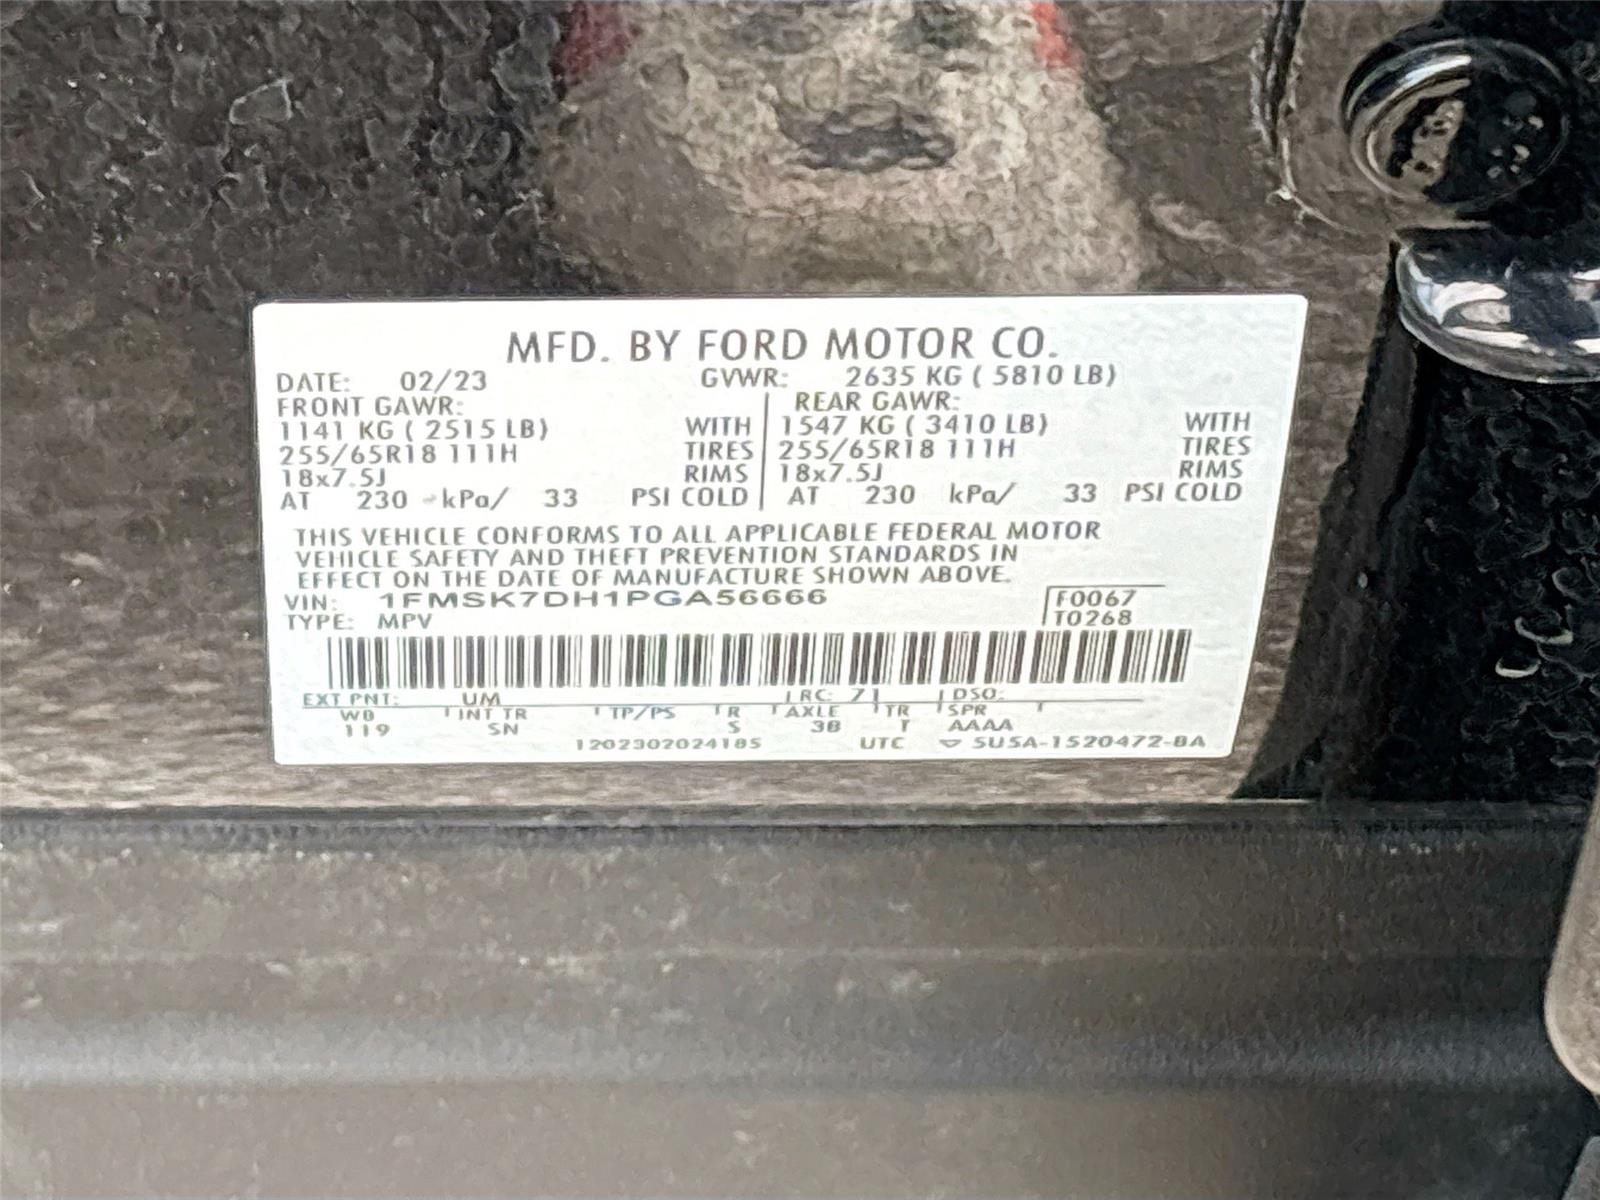 MFD. BY FORD MOTOR CO.
DATE: 02/23 GVWR: 2635 KG ( 5810 LB)
FRONT GAWR: REAR GAWR:
1141 KG ( 2515 LB) WITH 1547 KG ( 3410 LB) WITH
255/65R18 111H TIRES 255/65R18 111H TIRES
18x7.5J RIMS 18x7.5J RIMS
AT 230 kPa/ 33 PSI COLD AT 230 kPa/ 33 PSI COLD
THIS VEHICLE CONFORMS TO ALL APPLICABLE FEDERAL MOTOR
VEHICLE SAFETY AND THEFT PREVENTION STANDARDS IN
EFFECT ON THE DATE OF MANUFACTURE SHOWN ABOVE.
VIN: 1FMSK7DH1PGA56666 F0067
TYPE: MPV T0268
EXT PNT: UM RC: 71 DSO:
WB INT TR TP/PS R AXLE TR SPR
119 SN S 3B T AAAA
1202302024185 UTC 5U5A-1520472-BA